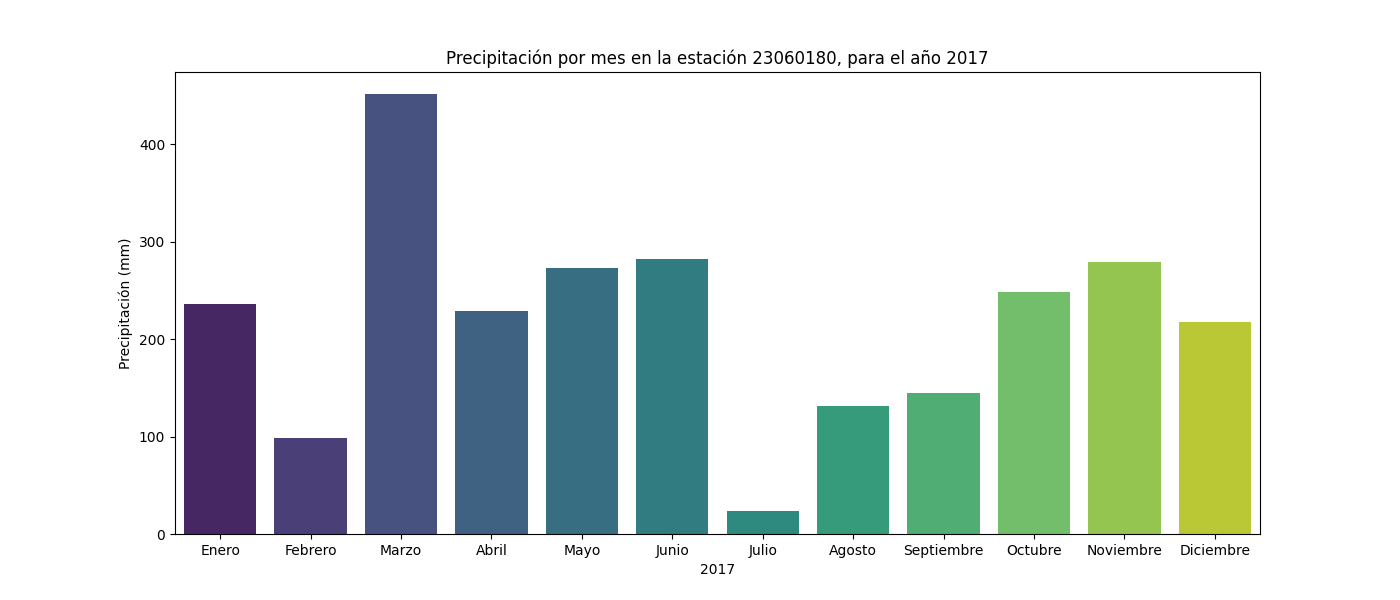 Precipitación por mes en la estación 23060180, para el año 2017
Precipitación (mm)
400
300
200
100
0
Enero Febrero Marzo Abril Mayo Junio Julio Agosto Septiembre Octubre Noviembre Diciembre
2017